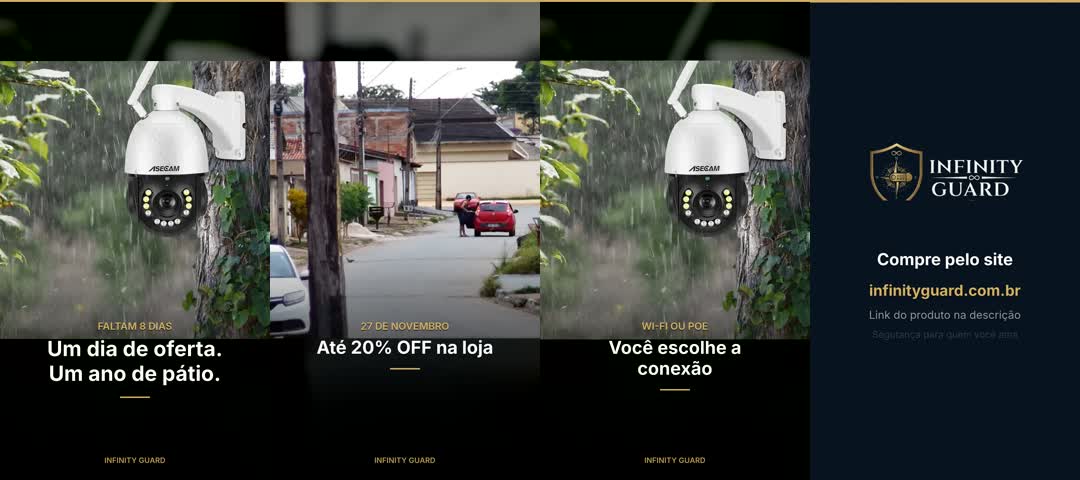 ASECAM
FALTAM 8 DIAS
Um dia de oferta.
Um ano de pátio.
INFINITY GUARD
27 DE NOVEMBRO
Até 20% OFF na loja
INFINITY GUARD
ASECAM
WI-FI OU POE
Você escolhe a
conexão
INFINITY GUARD
INFINITY
GUARD
Compre pelo site
infinityguard.com.br
Link do produto na descrição
Segurança para quem você ama